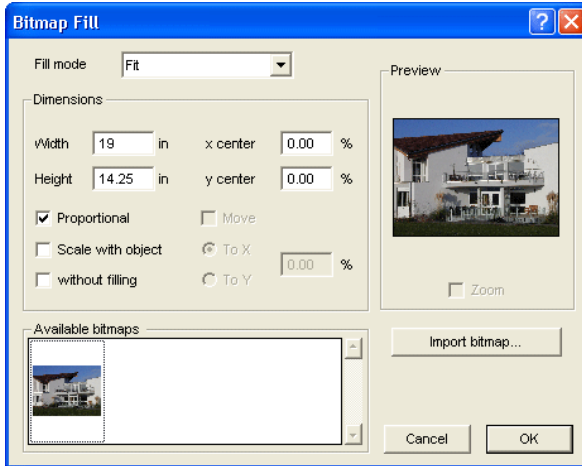 Bitmap Fill
Fill mode Fit
Preview
Dimensions
Width 19 in x center 0.00 %
Height 14.25 in y center 0.00 %
Proportional Move
Scale with object To X
0.00 %
without filling To Y
Zoom
Available bitmaps
Import bitmap...
Cancel OK